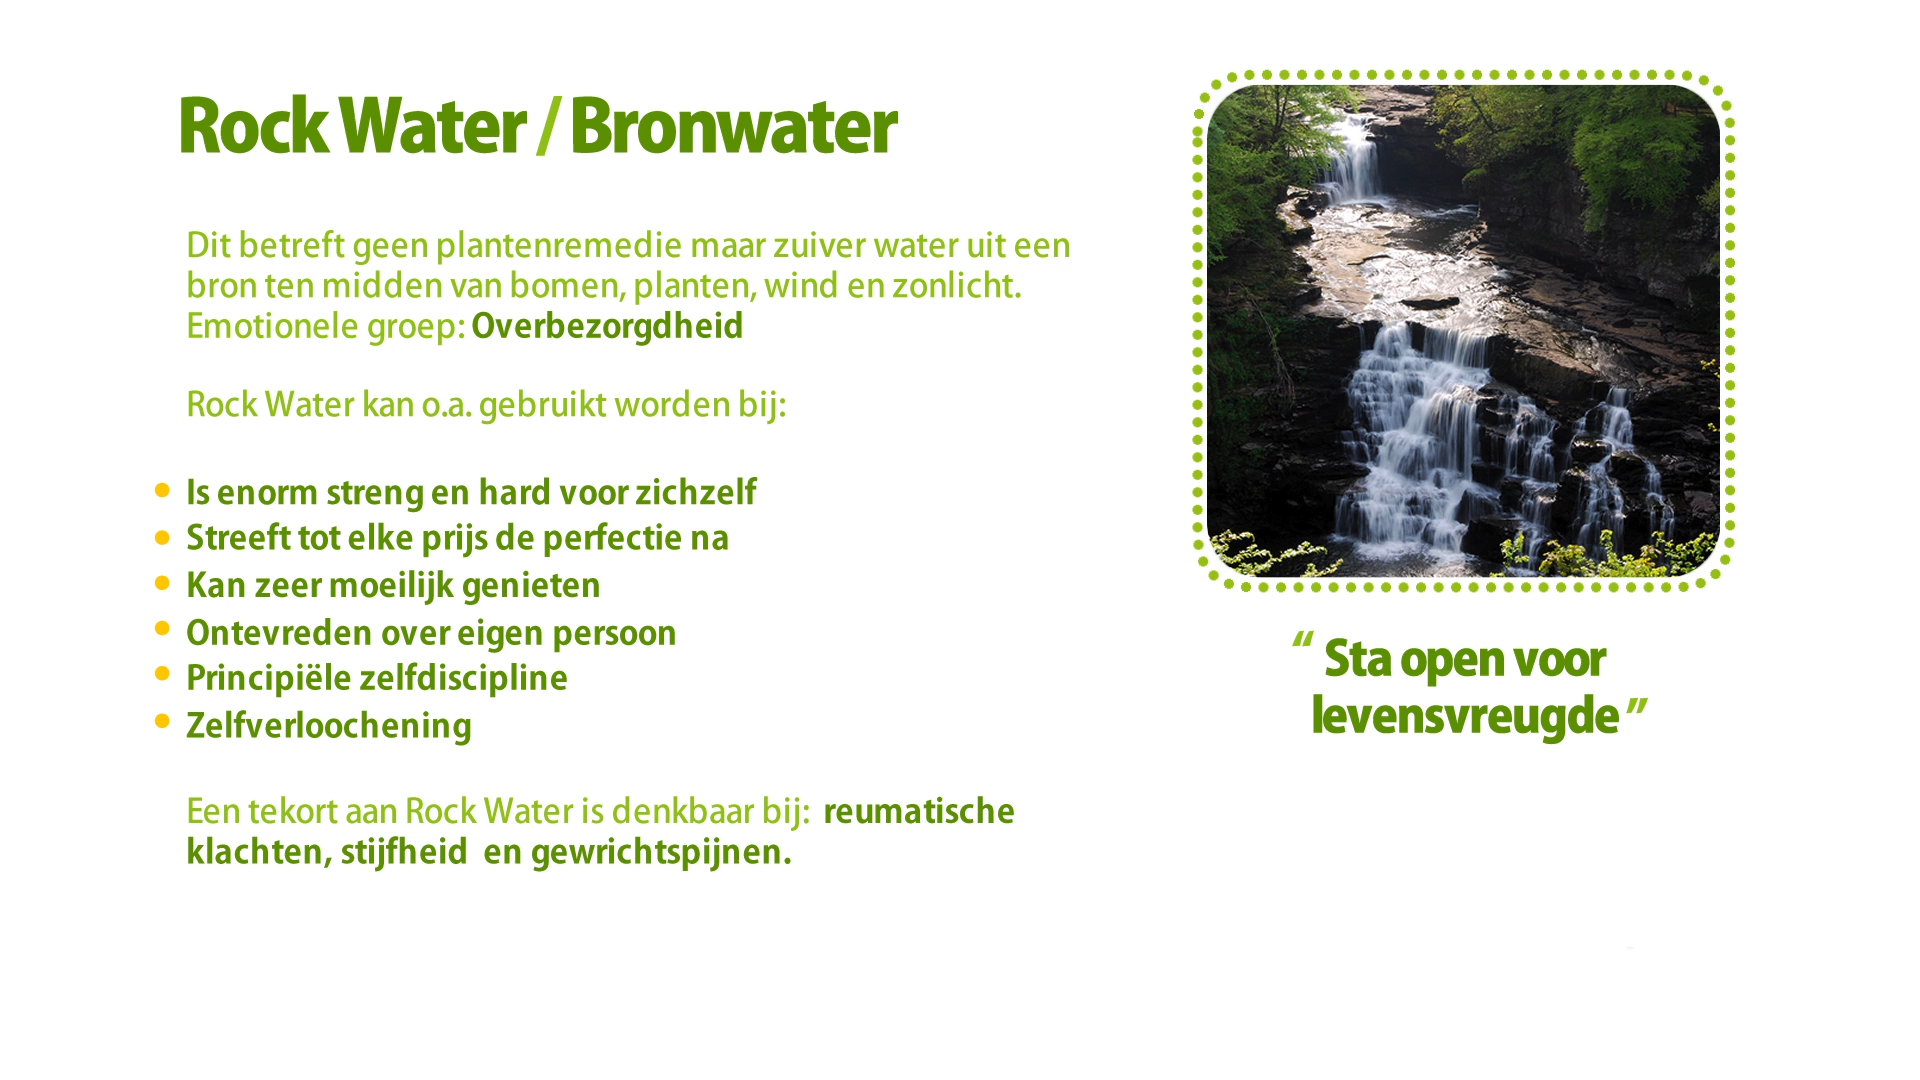 Rock Water / Bronwater
Dit betreft geen plantenremedie maar zuiver water uit een
bron ten midden van bomen, planten, wind en zonlicht.
Emotionele groep: Overbezorgdheid
Rock Water kan o.a. gebruikt worden bij:
• Is enorm streng en hard voor zichzelf
• Streeft tot elke prijs de perfectie na
• Kan zeer moeilijk genieten
• Ontevreden over eigen persoon
• Principiële zelfdiscipline
• Zelfverloochening
Een tekort aan Rock Water is denkbaar bij: reumatische
klachten, stijfheid en gewrichtspijnen.
“ Sta open voor
levensvreugde ”